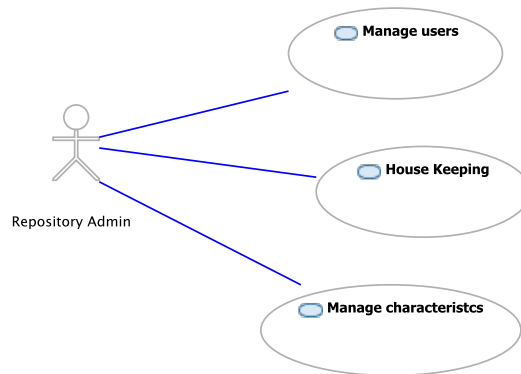 Manage users
House Keeping
Repository Admin
Manage characteristcs